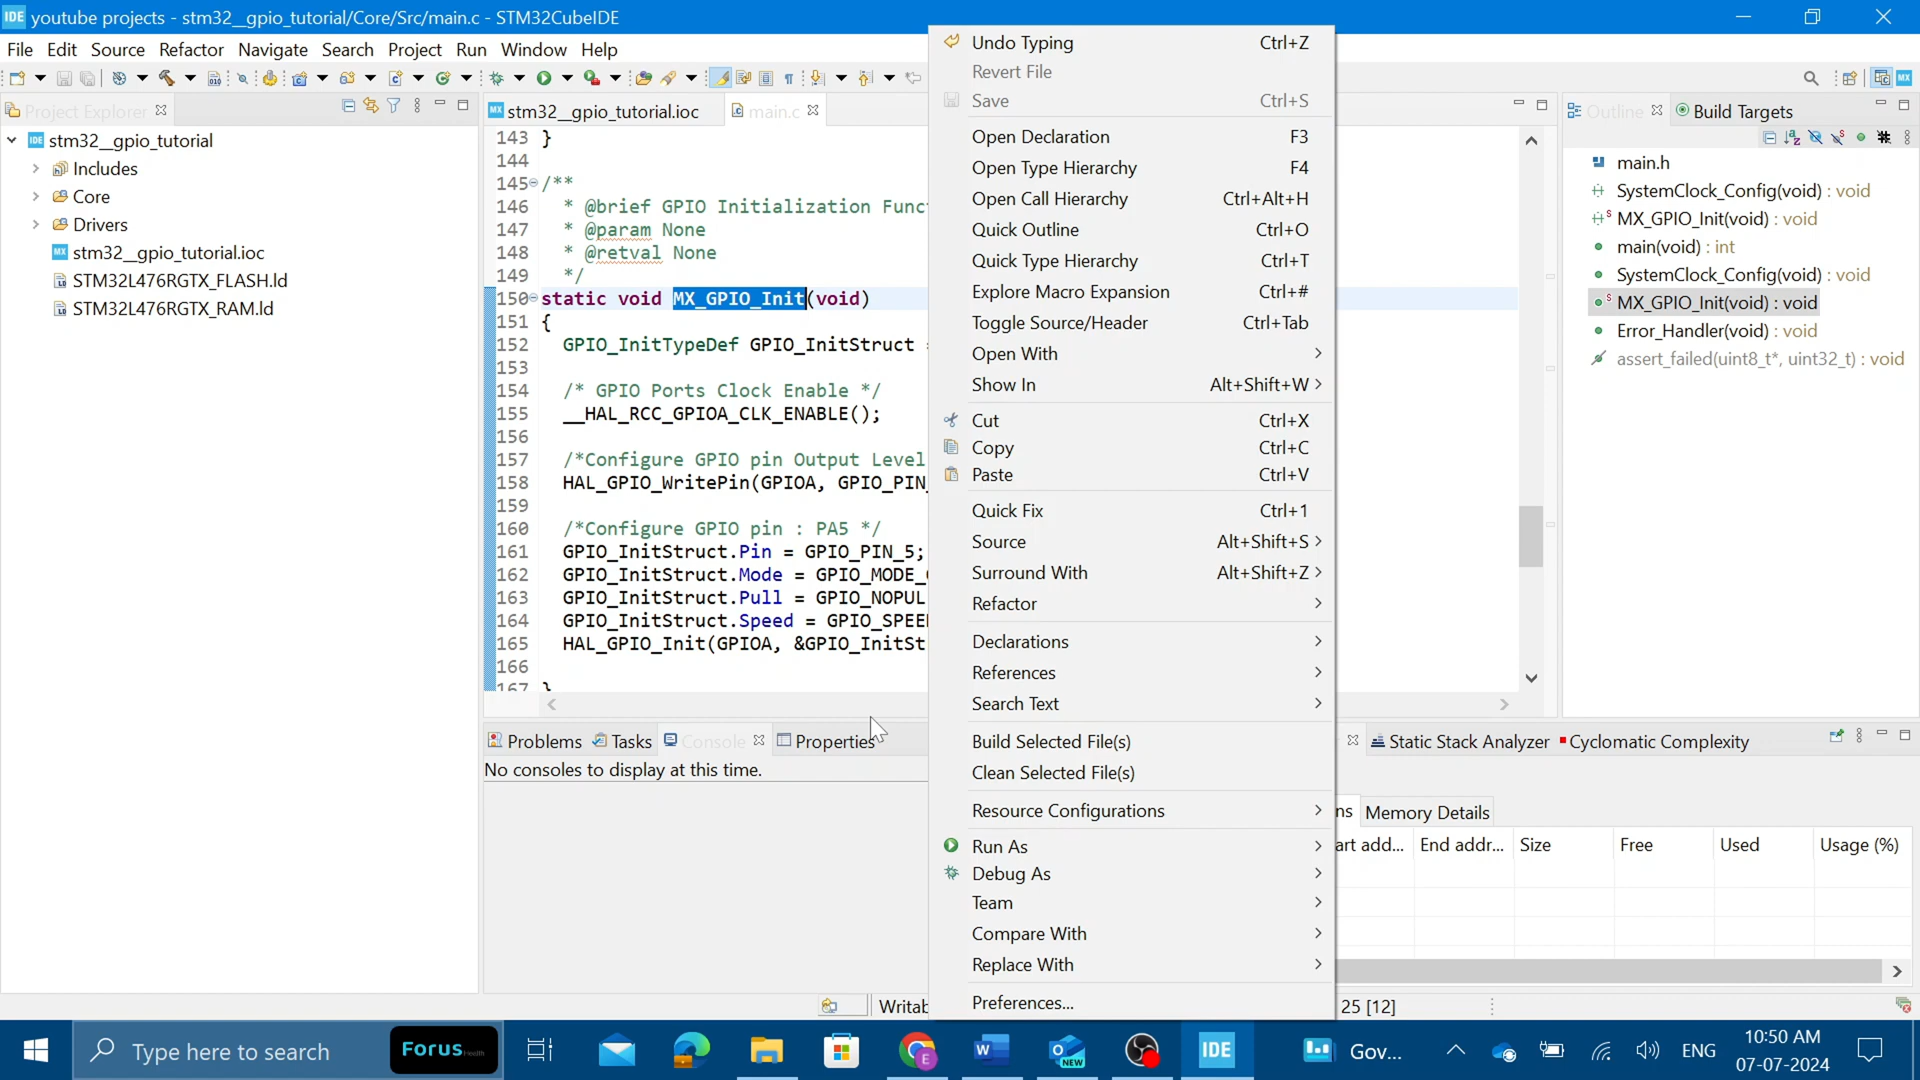 IDE youtube projects - stm32__gpio_tutorial/Core/Src/main.c - STM32CubeIDE
File Edit Source Refactor Navigate Search Project Run Window Help
Project Explorer
stm32__gpio_tutorial
Includes
Core
Drivers
stm32__gpio_tutorial.ioc
STM32L476RGTX_FLASH.ld
STM32L476RGTX_RAM.ld
stm32__gpio_tutorial.ioc main.c
143 }
144
145 /**
146 * @brief GPIO Initialization Func
147 * @param None
148 * @retval None
149 */
150 static void MX_GPIO_Init(void)
151 {
152 GPIO_InitTypeDef GPIO_InitStruct
153
154 /* GPIO Ports Clock Enable */
155 __HAL_RCC_GPIOA_CLK_ENABLE();
156
157 /*Configure GPIO pin Output Level
158 HAL_GPIO_WritePin(GPIOA, GPIO_PIN_
159
160 /*Configure GPIO pin : PA5 */
161 GPIO_InitStruct.Pin = GPIO_PIN_5;
162 GPIO_InitStruct.Mode = GPIO_MODE_
163 GPIO_InitStruct.Pull = GPIO_NOPUL
164 GPIO_InitStruct.Speed = GPIO_SPEE
165 HAL_GPIO_Init(GPIOA, &GPIO_InitSt
166
167 }
Undo Typing Ctrl+Z
Revert File
Save Ctrl+S
Open Declaration F3
Open Type Hierarchy F4
Open Call Hierarchy Ctrl+Alt+H
Quick Outline Ctrl+O
Quick Type Hierarchy Ctrl+T
Explore Macro Expansion Ctrl+#
Toggle Source/Header Ctrl+Tab
Open With
Show In Alt+Shift+W
Cut Ctrl+X
Copy Ctrl+C
Paste Ctrl+V
Quick Fix Ctrl+1
Source Alt+Shift+S
Surround With Alt+Shift+Z
Refactor
Declarations
References
Search Text
Build Selected File(s)
Clean Selected File(s)
Resource Configurations
Run As
Debug As
Team
Compare With
Replace With
Preferences...
Outline Build Targets
main.h
SystemClock_Config(void) : void
MX_GPIO_Init(void) : void
main(void) : int
SystemClock_Config(void) : void
MX_GPIO_Init(void) : void
Error_Handler(void) : void
assert_failed(uint8_t*, uint32_t) : void
Problems Tasks Console Properties
No consoles to display at this time.
Static Stack Analyzer Cyclomatic Complexity
ns Memory Details
art add... End addr... Size Free Used Usage (%)
Writab 25 [12]
Type here to search Forus Health
IDE Gov... ENG 10:50 AM
07-07-2024